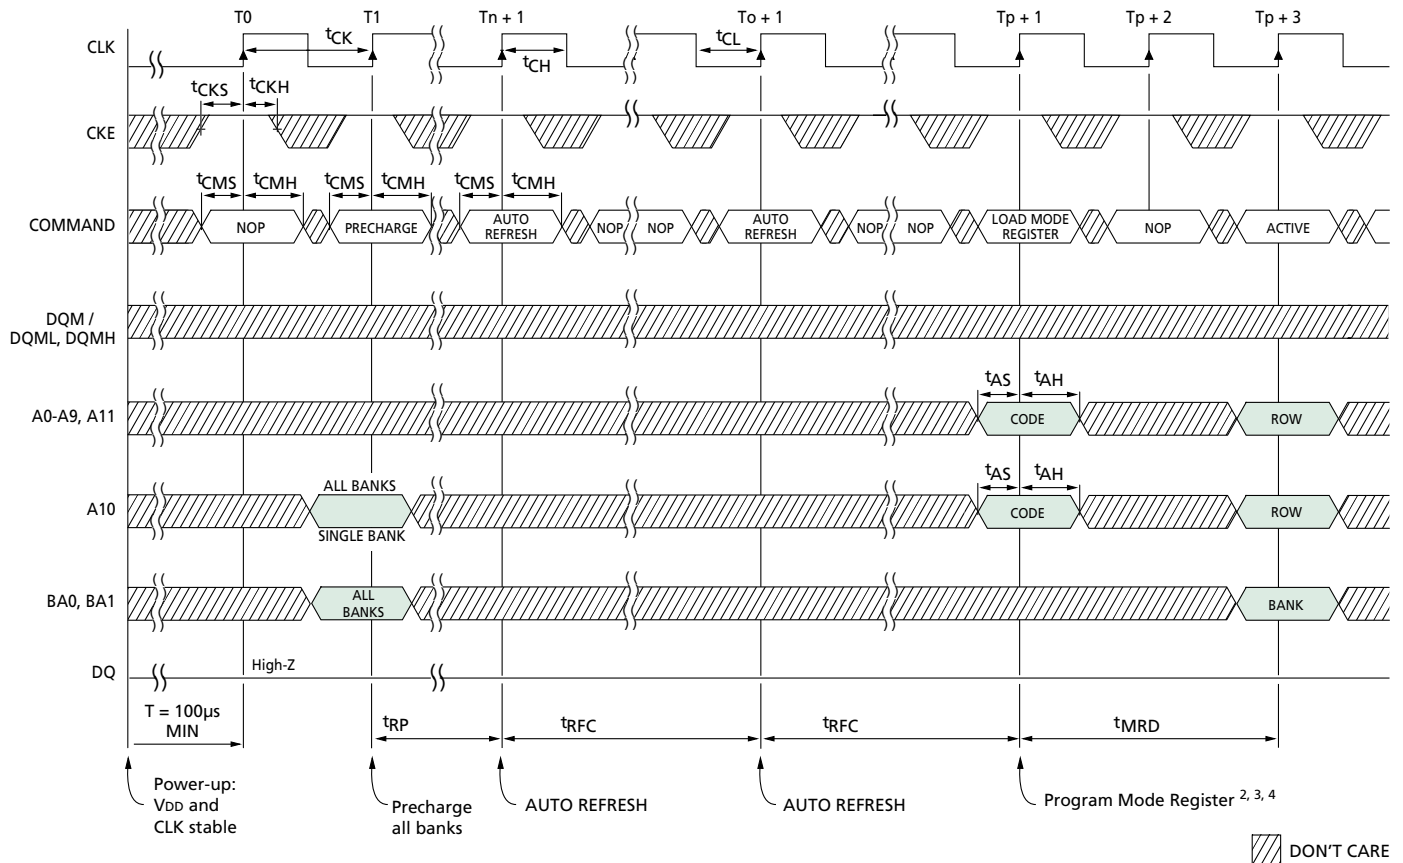 T0 T1 Tn + 1 To + 1 Tp + 1 Tp + 2 Tp + 3
CLK
tCK
tCH
tCL
tCKS tCKH
CKE
tCMS tCMH tCMS tCMH tCMS tCMH
COMMAND
NOP
PRECHARGE
AUTO
REFRESH
NOP
NOP
AUTO
REFRESH
NOP
NOP
LOAD MODE
REGISTER
NOP
ACTIVE
DQM /
DQML, DQMH
tAS tAH
A0-A9, A11
CODE
ROW
tAS tAH
A10
ALL BANKS
SINGLE BANK
CODE
ROW
BA0, BA1
ALL
BANKS
BANK
DQ
High-Z
T = 100µs
MIN
tRP
tRFC
tRFC
tMRD
Power-up:
VDD and
CLK stable
Precharge
all banks
AUTO REFRESH
AUTO REFRESH
Program Mode Register 2, 3, 4
DON'T CARE